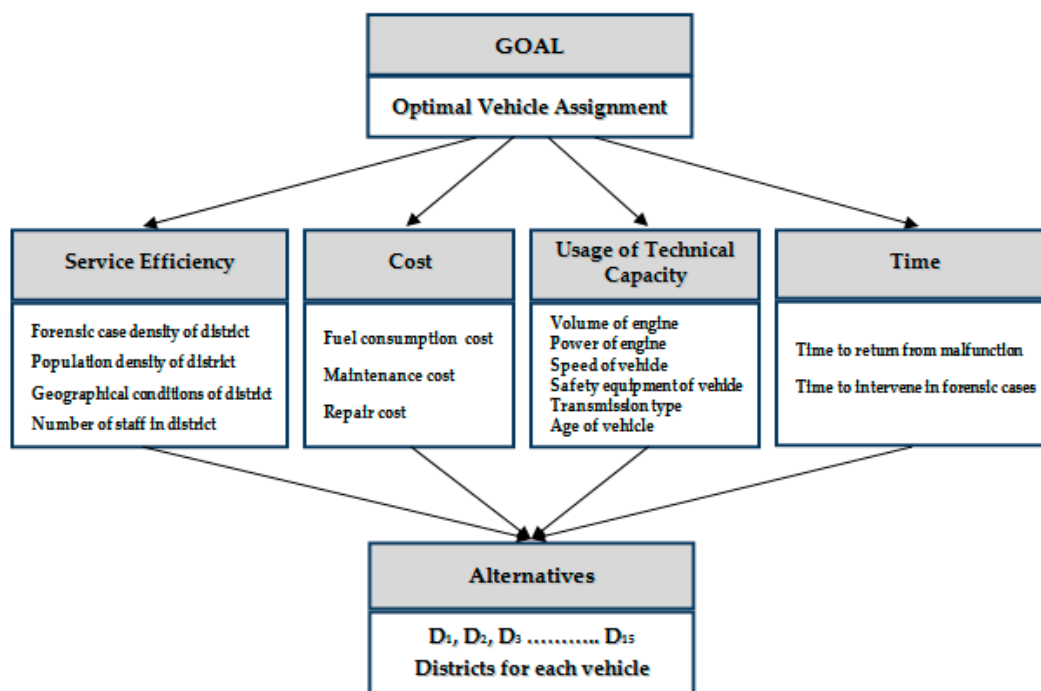 GOAL
Optimal Vehicle Assignment
Service Efficiency
Forensic case density of district
Population density of district
Geographical conditions of district
Number of staff in district
Cost
Fuel consumption cost
Maintenance cost
Repair cost
Usage of Technical
Capacity
Volume of engine
Power of engine
Speed of vehicle
Safety equipment of vehicle
Transmission type
Age of vehicle
Time
Time to return from malfunction
Time to intervene in forensic cases
Alternatives
D₁, D₂, D₃ ……….. D₁₅
Districts for each vehicle